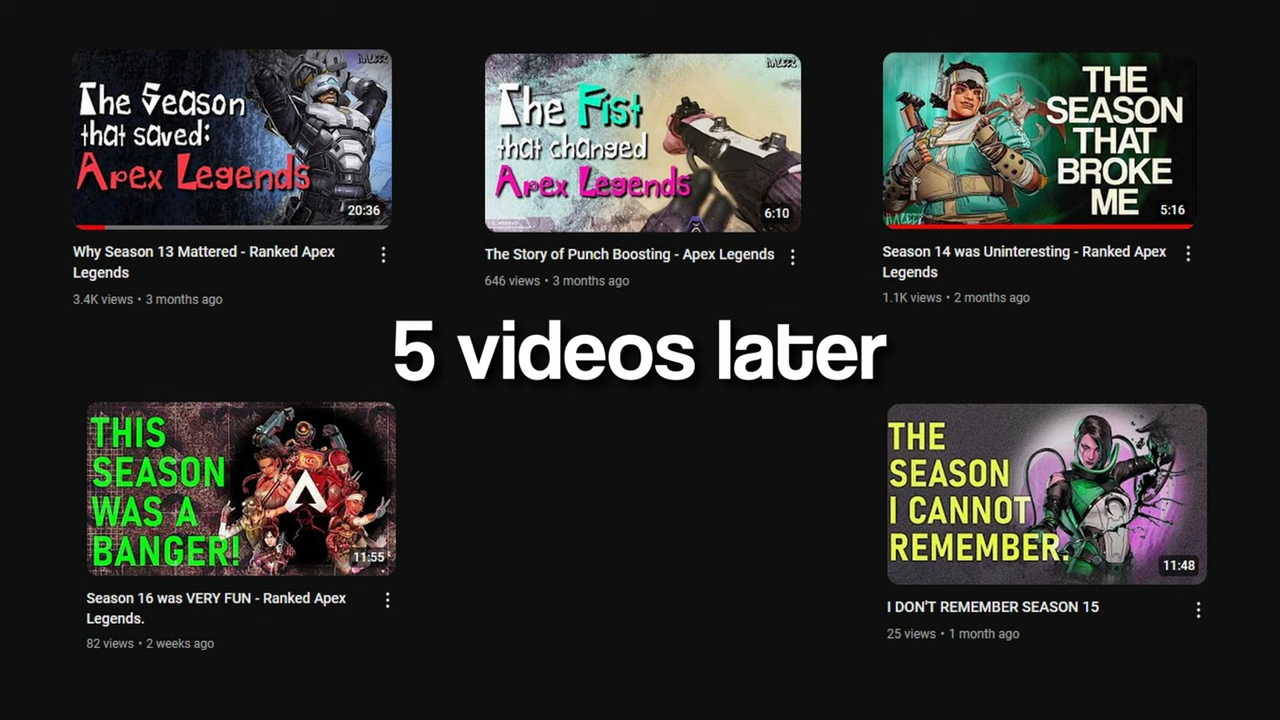 The Season
that saved:
Apex Legends
HALEEZ
20:36
Why Season 13 Mattered - Ranked Apex
Legends
3.4K views • 3 months ago
The Fist
that changed
Apex Legends
HALEEZ
6:10
The Story of Punch Boosting - Apex Legends
646 views • 3 months ago
THE
SEASON
THAT
BROKE
ME
HALEEZ
5:16
Season 14 was Uninteresting - Ranked Apex
Legends
1.1K views • 2 months ago
5 videos later
THIS
SEASON
WAS A
BANGER!
11:55
Season 16 was VERY FUN - Ranked Apex
Legends.
82 views • 2 weeks ago
THE
SEASON
I CANNOT
REMEMBER.
11:48
I DON'T REMEMBER SEASON 15
25 views • 1 month ago